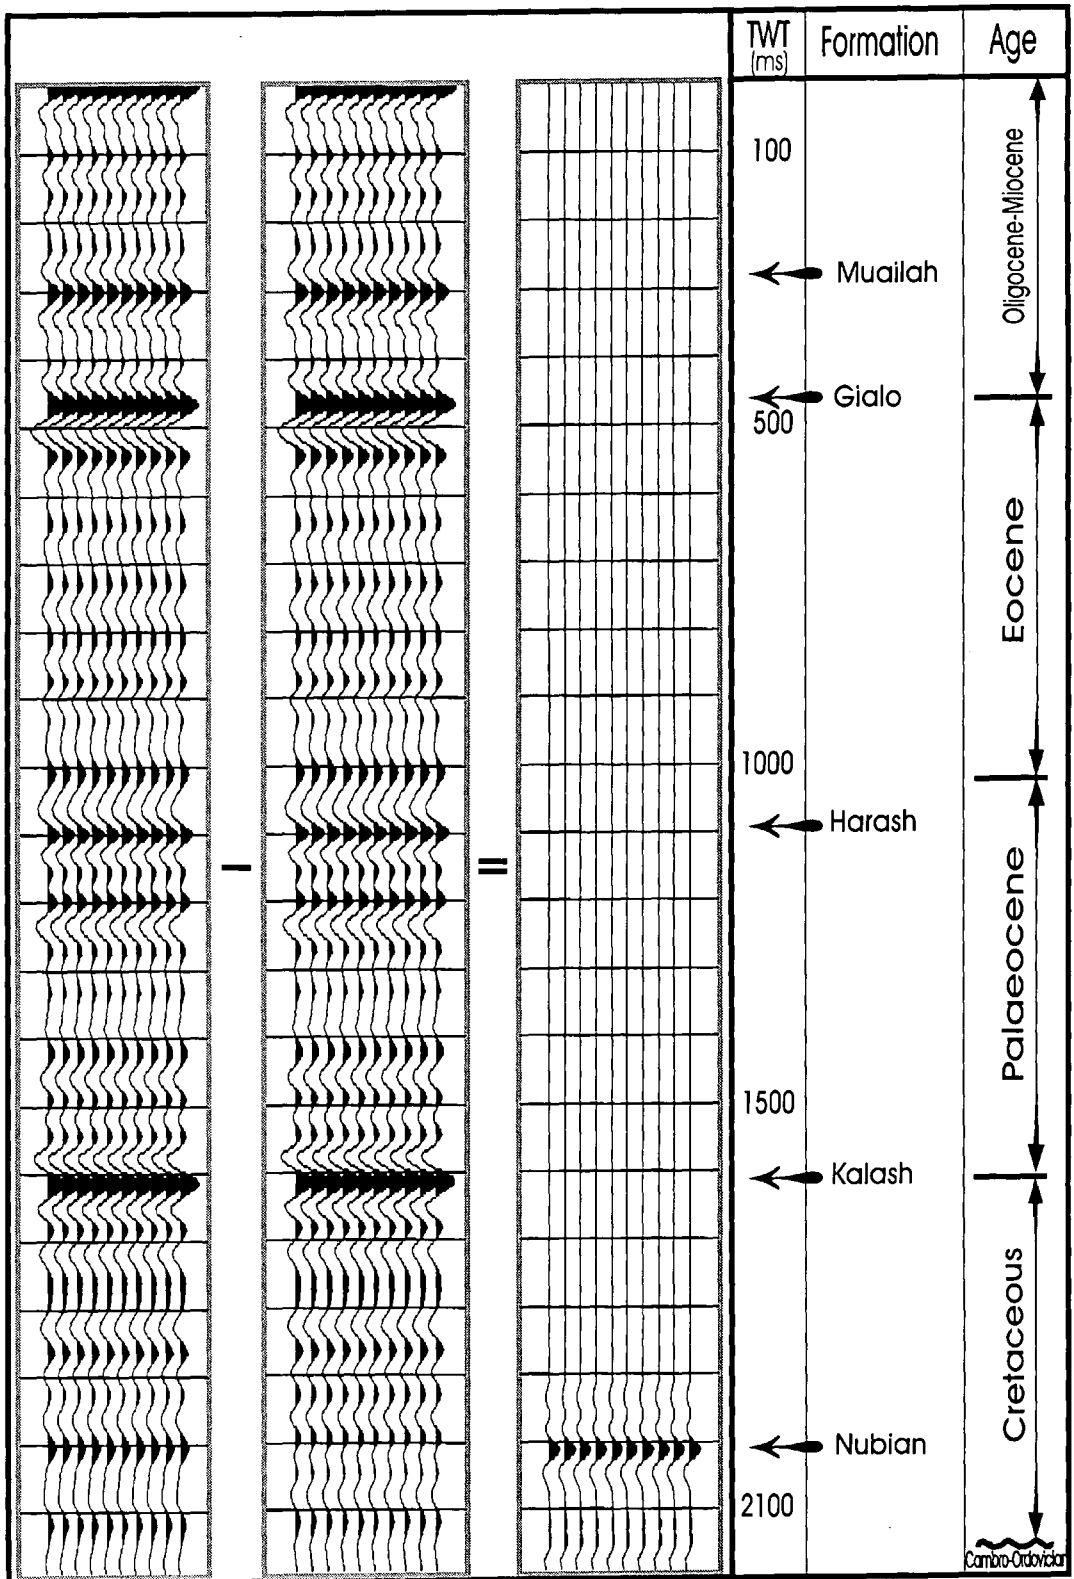 TWT
(ms)
Formation
Age
100
Muailah
Oligocene-Miocene
Gialo
500
Eocene
1000
Harash
–
=
Palaeocene
1500
Kalash
Cretaceous
Nubian
2100
Cambro-Ordovician